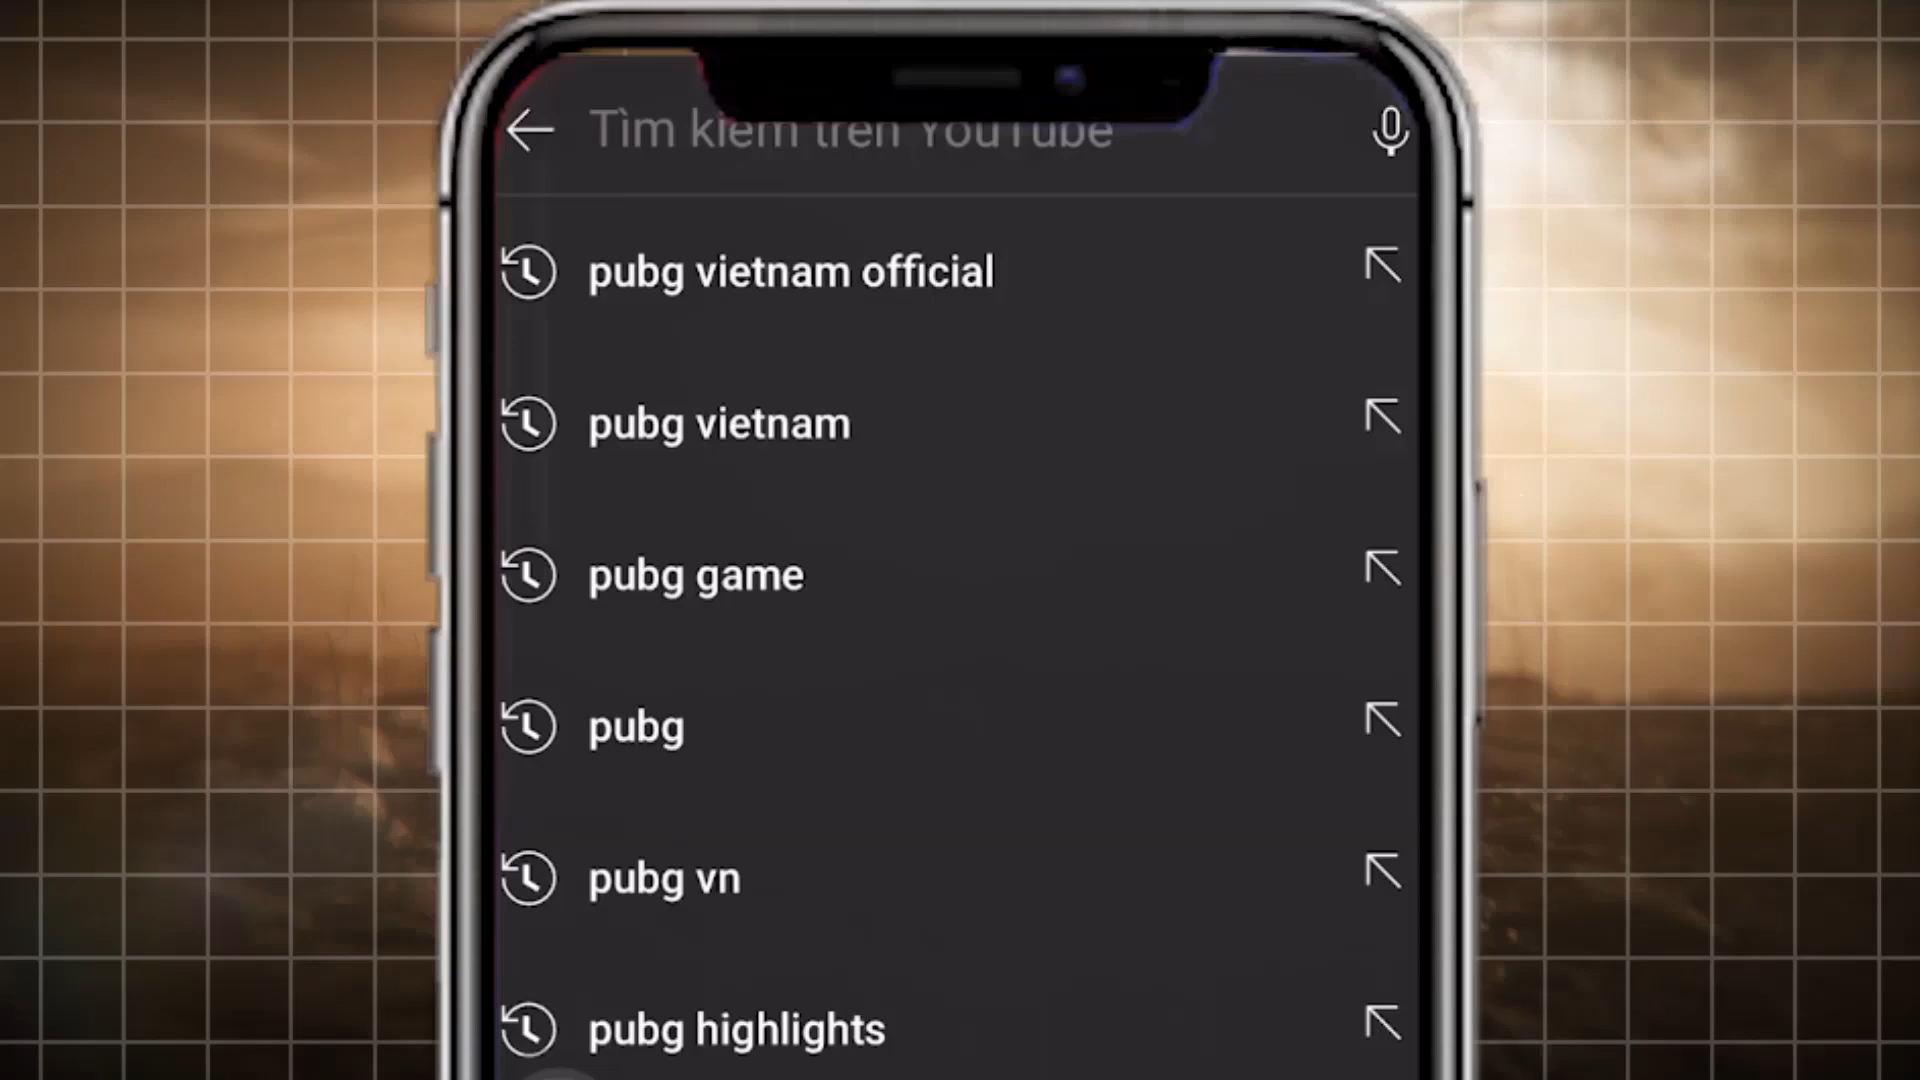 Tìm kiếm trên YouTube
pubg vietnam official
pubg vietnam
pubg game
pubg
pubg vn
pubg highlights